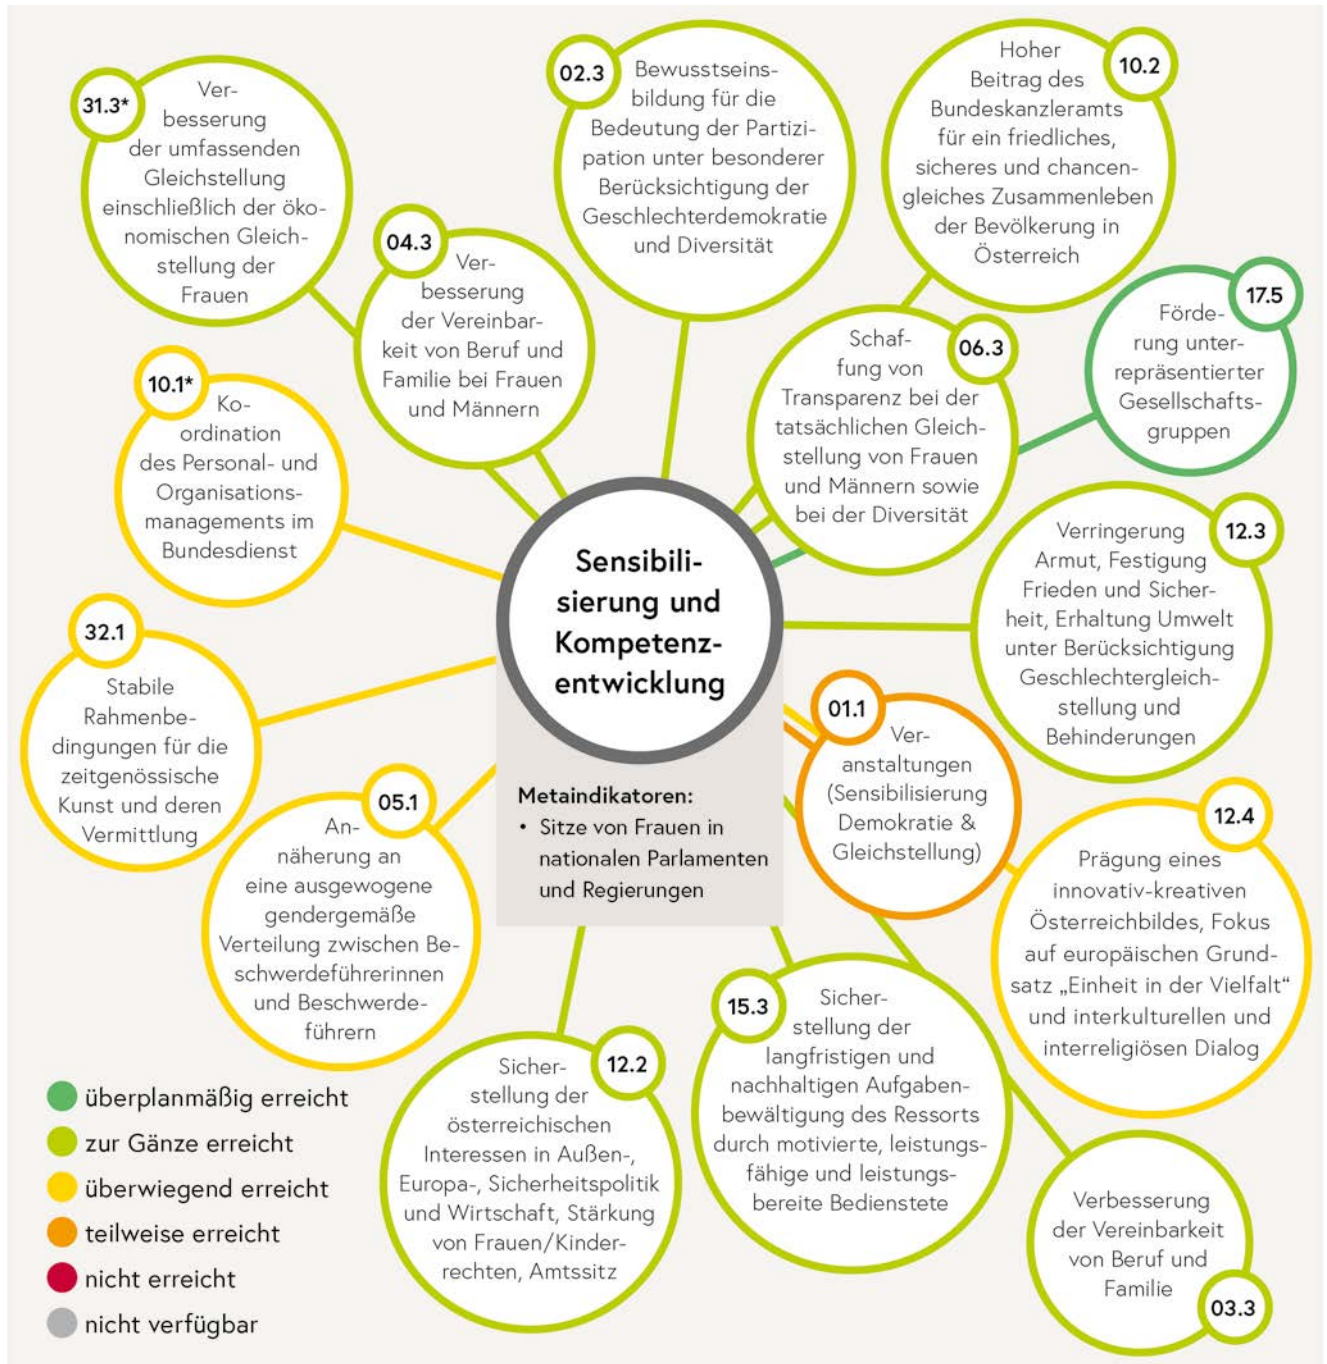 31.3*
Ver-
besserung
der umfassenden
Gleichstellung
einschließlich der öko-
nomischen Gleich-
stellung der
Frauen
04.3
Ver-
besserung
der Vereinbar-
keit von Beruf und
Familie bei Frauen
und Männern
02.3
Bewusstseins-
bildung für die
Bedeutung der Partizi-
pation unter besonderer
Berücksichtigung der
Geschlechterdemokratie
und Diversität
10.2
Hoher
Beitrag des
Bundeskanzleramts
für ein friedliches,
sicheres und chancen-
gleiches Zusammenleben
der Bevölkerung in
Österreich
17.5
Förde-
rung unter-
repräsentierter
Gesellschafts-
gruppen
06.3
Schaf-
fung von
Transparenz bei der
tatsächlichen Gleich-
stellung von Frauen
und Männern sowie
bei der Diversität
10.1*
Ko-
ordination
des Personal- und
Organisations-
managements im
Bundesdienst
Sensibili-
sierung und
Kompetenz-
entwicklung
12.3
Verringerung
Armut, Festigung
Frieden und Sicher-
heit, Erhaltung Umwelt
unter Berücksichtigung
Geschlechtergleich-
stellung und
Behinderungen
32.1
Stabile
Rahmenbe-
dingungen für die
zeitgenössische
Kunst und deren
Vermittlung
05.1
An-
näherung an
eine ausgewogene
gendergemäße
Verteilung zwischen Be-
schwerdeführerinnen
und Beschwerde-
führern
Metaindikatoren:
• Sitze von Frauen in
nationalen Parlamenten
und Regierungen
01.1
Ver-
anstaltungen
(Sensibilisierung
Demokratie &
Gleichstellung)
12.4
Prägung eines
innovativ-kreativen
Österreichbildes, Fokus
auf europäischen Grund-
satz „Einheit in der Vielfalt“
und interkulturellen und
interreligiösen Dialog
12.2
Sicher-
stellung der
österreichischen
Interessen in Außen-,
Europa-, Sicherheitspolitik
und Wirtschaft, Stärkung
von Frauen/Kinder-
rechten, Amtssitz
15.3
Sicher-
stellung der
langfristigen und
nachhaltigen Aufgaben-
bewältigung des Ressorts
durch motivierte, leistungs-
fähige und leistungs-
bereite Bedienstete
Verbesserung
der Vereinbarkeit
von Beruf und
Familie
03.3
überplanmäßig erreicht
zur Gänze erreicht
überwiegend erreicht
teilweise erreicht
nicht erreicht
nicht verfügbar